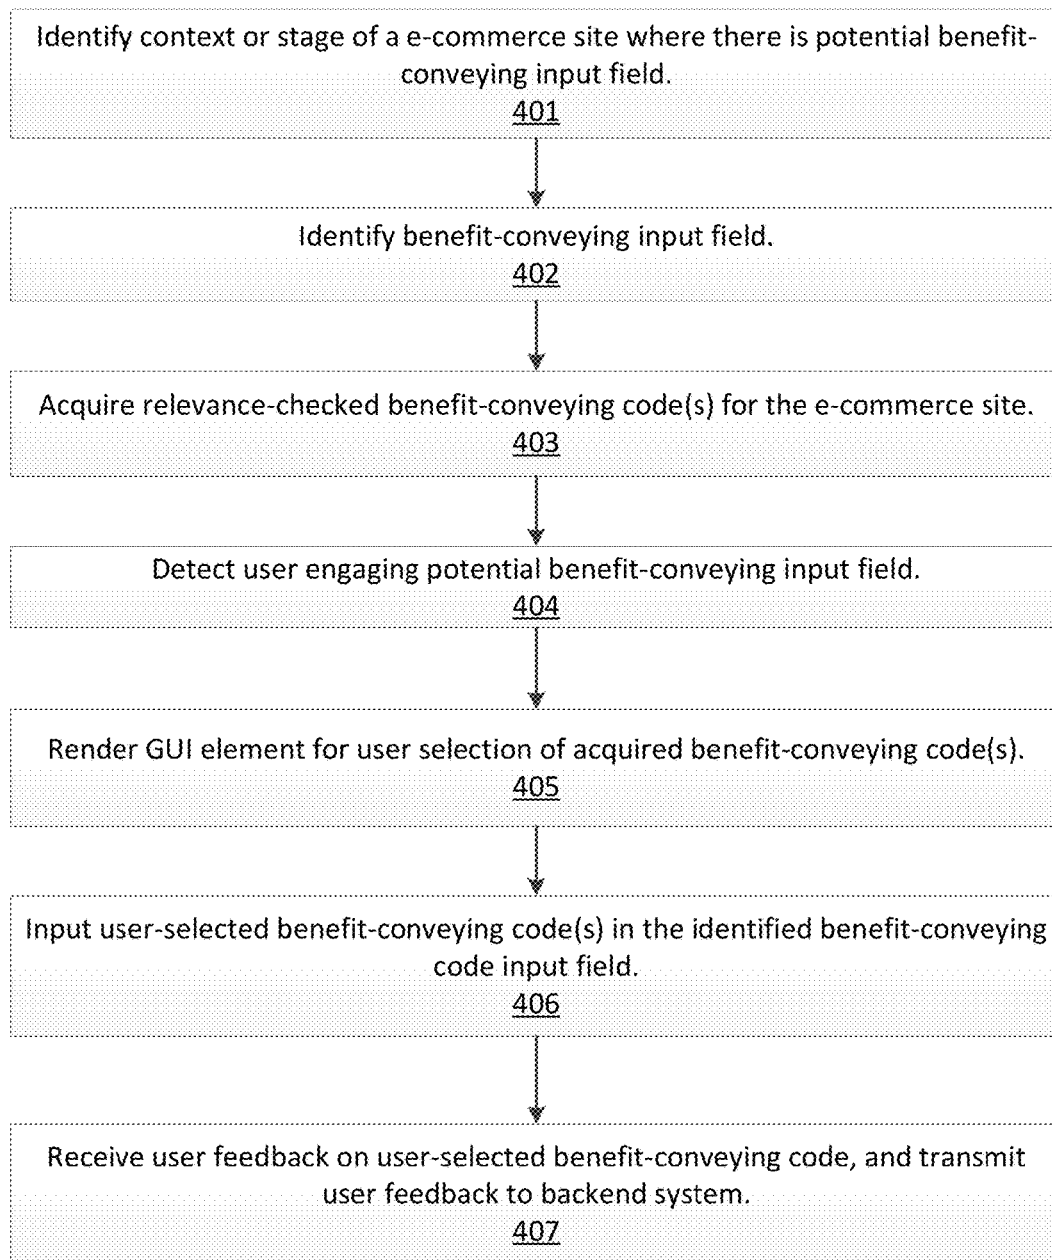 Identify context or stage of a e-commerce site where there is potential benefit-
conveying input field.
401
Identify benefit-conveying input field.
402
Acquire relevance-checked benefit-conveying code(s) for the e-commerce site.
403
Detect user engaging potential benefit-conveying input field.
404
Render GUI element for user selection of acquired benefit-conveying code(s).
405
Input user-selected benefit-conveying code(s) in the identified benefit-conveying
code input field.
406
Receive user feedback on user-selected benefit-conveying code, and transmit
user feedback to backend system.
407